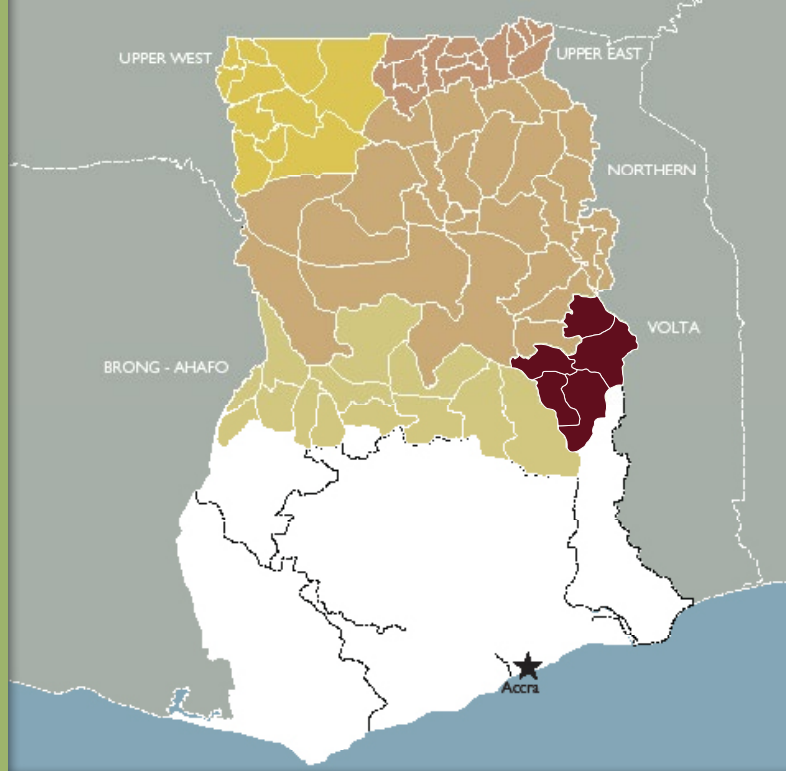 UPPER WEST
UPPER EAST
NORTHERN
VOLTA
BRONG - AHAFO
Accra